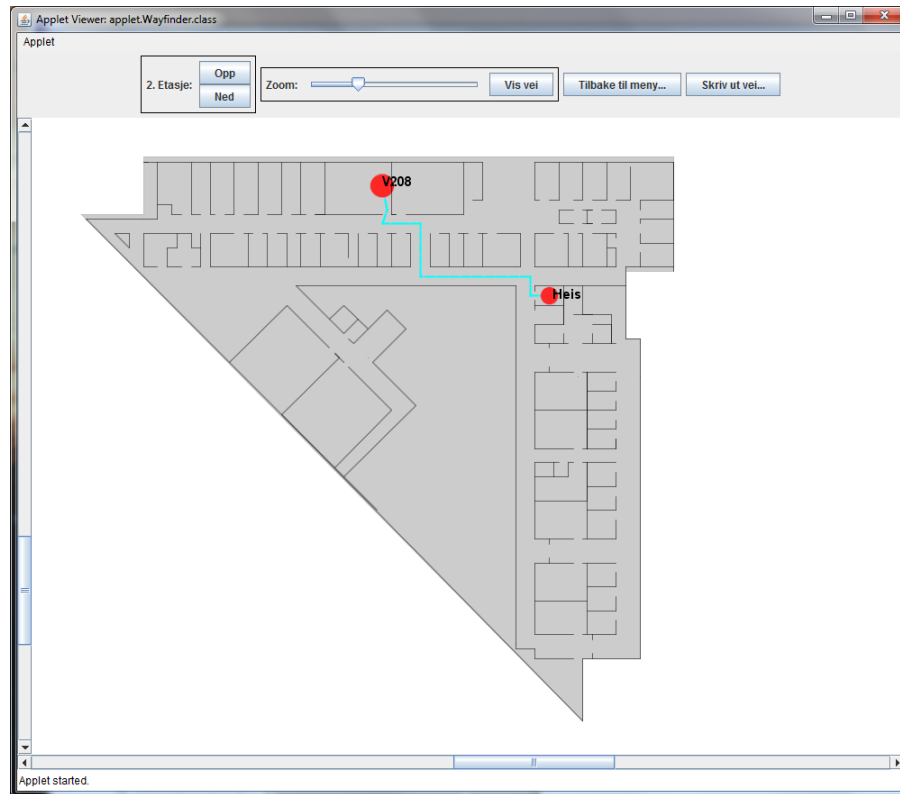 Applet Viewer: applet.Wayfinder.class
Applet
2. Etasje:
Opp
Ned
Zoom:
Vis vei
Tilbake til meny...
Skriv ut vei...
V208
Heis
Applet started.